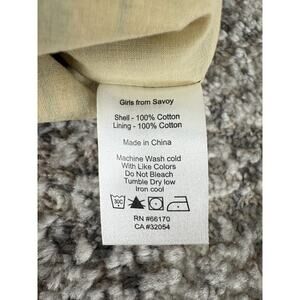 Girls from Savoy
Shell - 100% Cotton
Lining - 100% Cotton
Made in China
Machine Wash cold
With Like Colors
Do Not Bleach
Tumble Dry low
Iron cool
30C
RN #66170
CA #32054